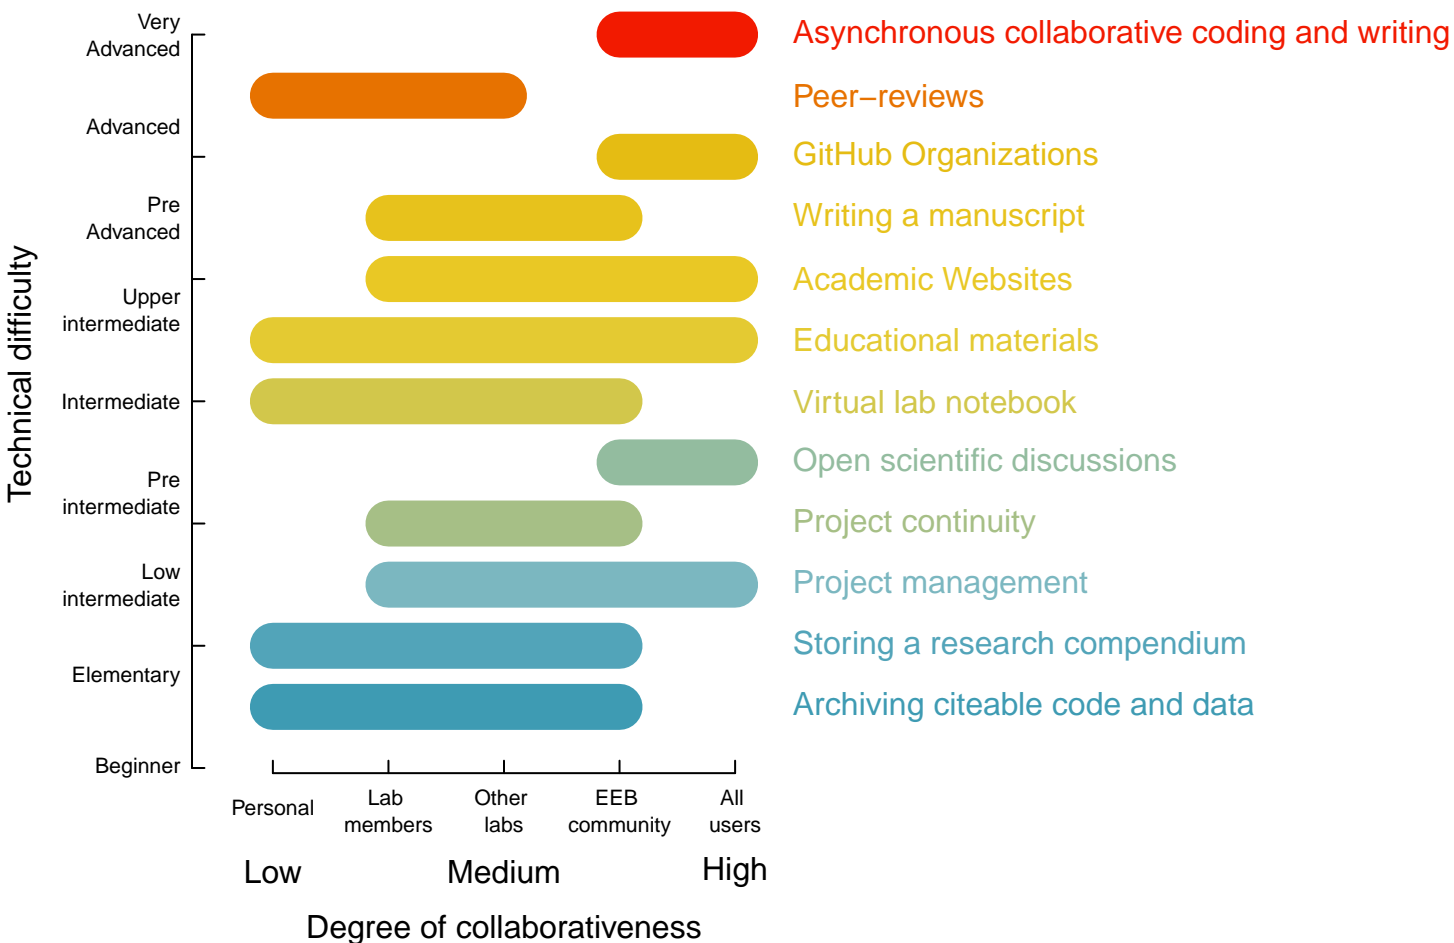 Very
Advanced
Asynchronous collaborative coding and writing
Peer−reviews
Advanced
GitHub Organizations
Pre
Advanced
Writing a manuscript
Academic Websites
Upper
intermediate
Educational materials
Technical difficulty
Intermediate
Virtual lab notebook
Open scientific discussions
Pre
intermediate
Project continuity
Low
intermediate
Project management
Storing a research compendium
Elementary
Archiving citeable code and data
Beginner
Personal
Lab
members
Other
labs
EEB
community
All
users
Low
Medium
High
Degree of collaborativeness